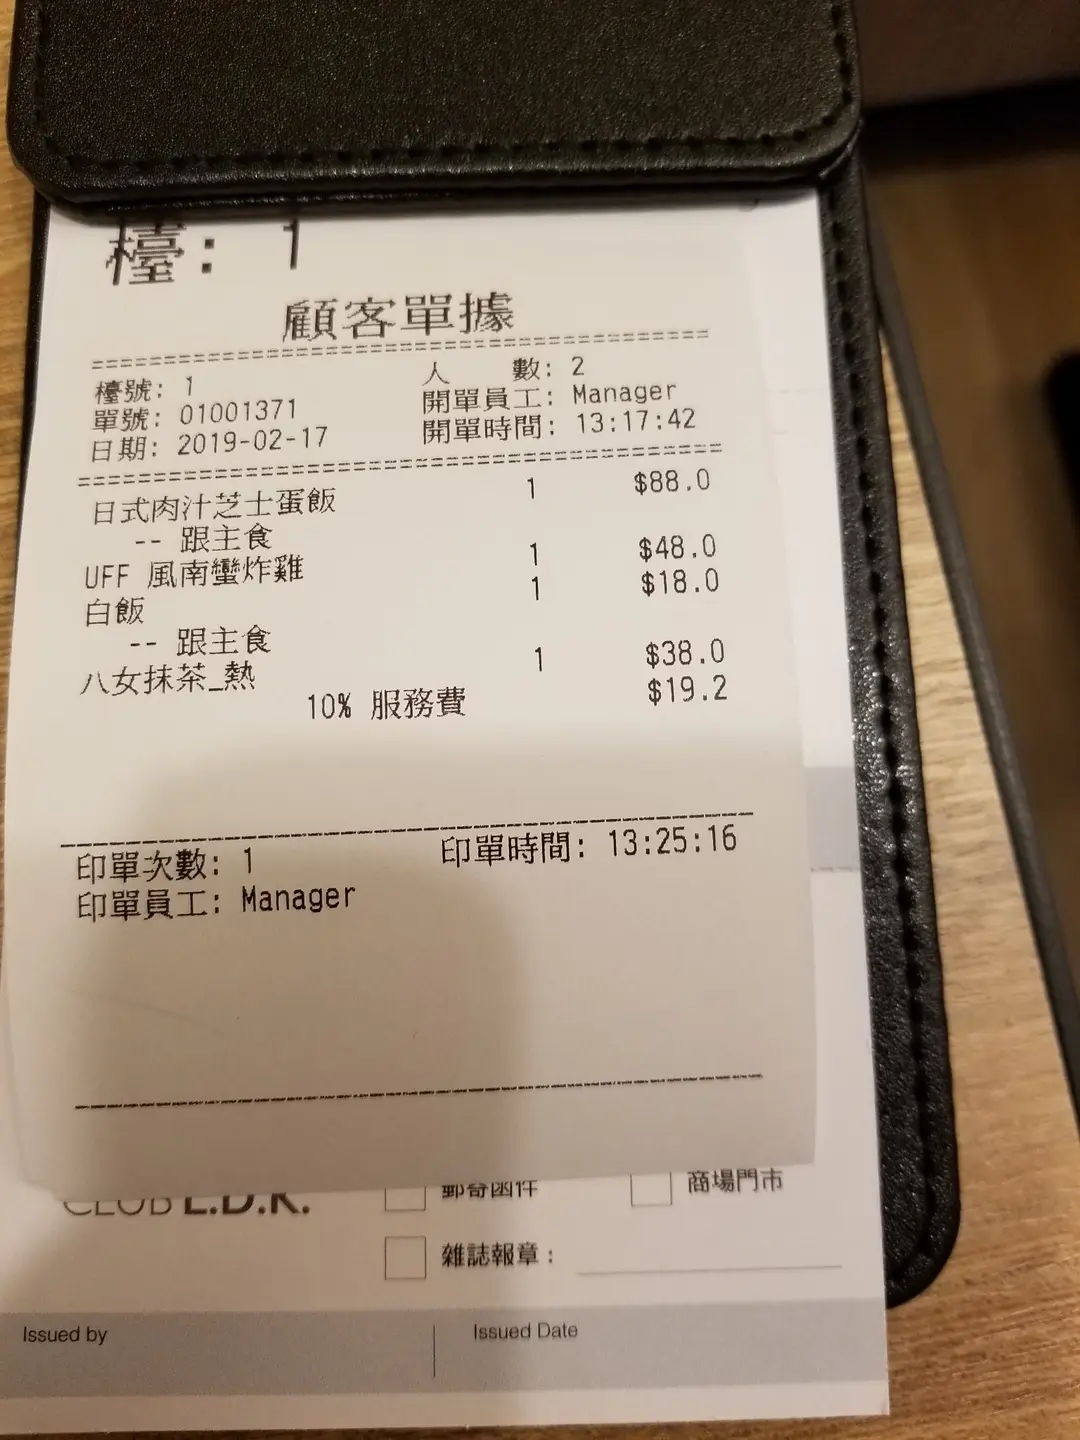 檯: 1
顧客單據
檯號: 1 人 數: 2
單號: 01001371 開單員工: Manager
日期: 2019-02-17 開單時間: 13:17:42
日式肉汁芝士蛋飯 1 $88.0
-- 跟主食
UFF 風南蠻炸雞 1 $48.0
白飯 1 $18.0
-- 跟主食
八女抹茶_熱 1 $38.0
10% 服務費 $19.2
印單次數: 1 印單時間: 13:25:16
印單員工: Manager
CLUB L.D.K. 郵寄函件 商場門市
雜誌報章:
Issued by Issued Date